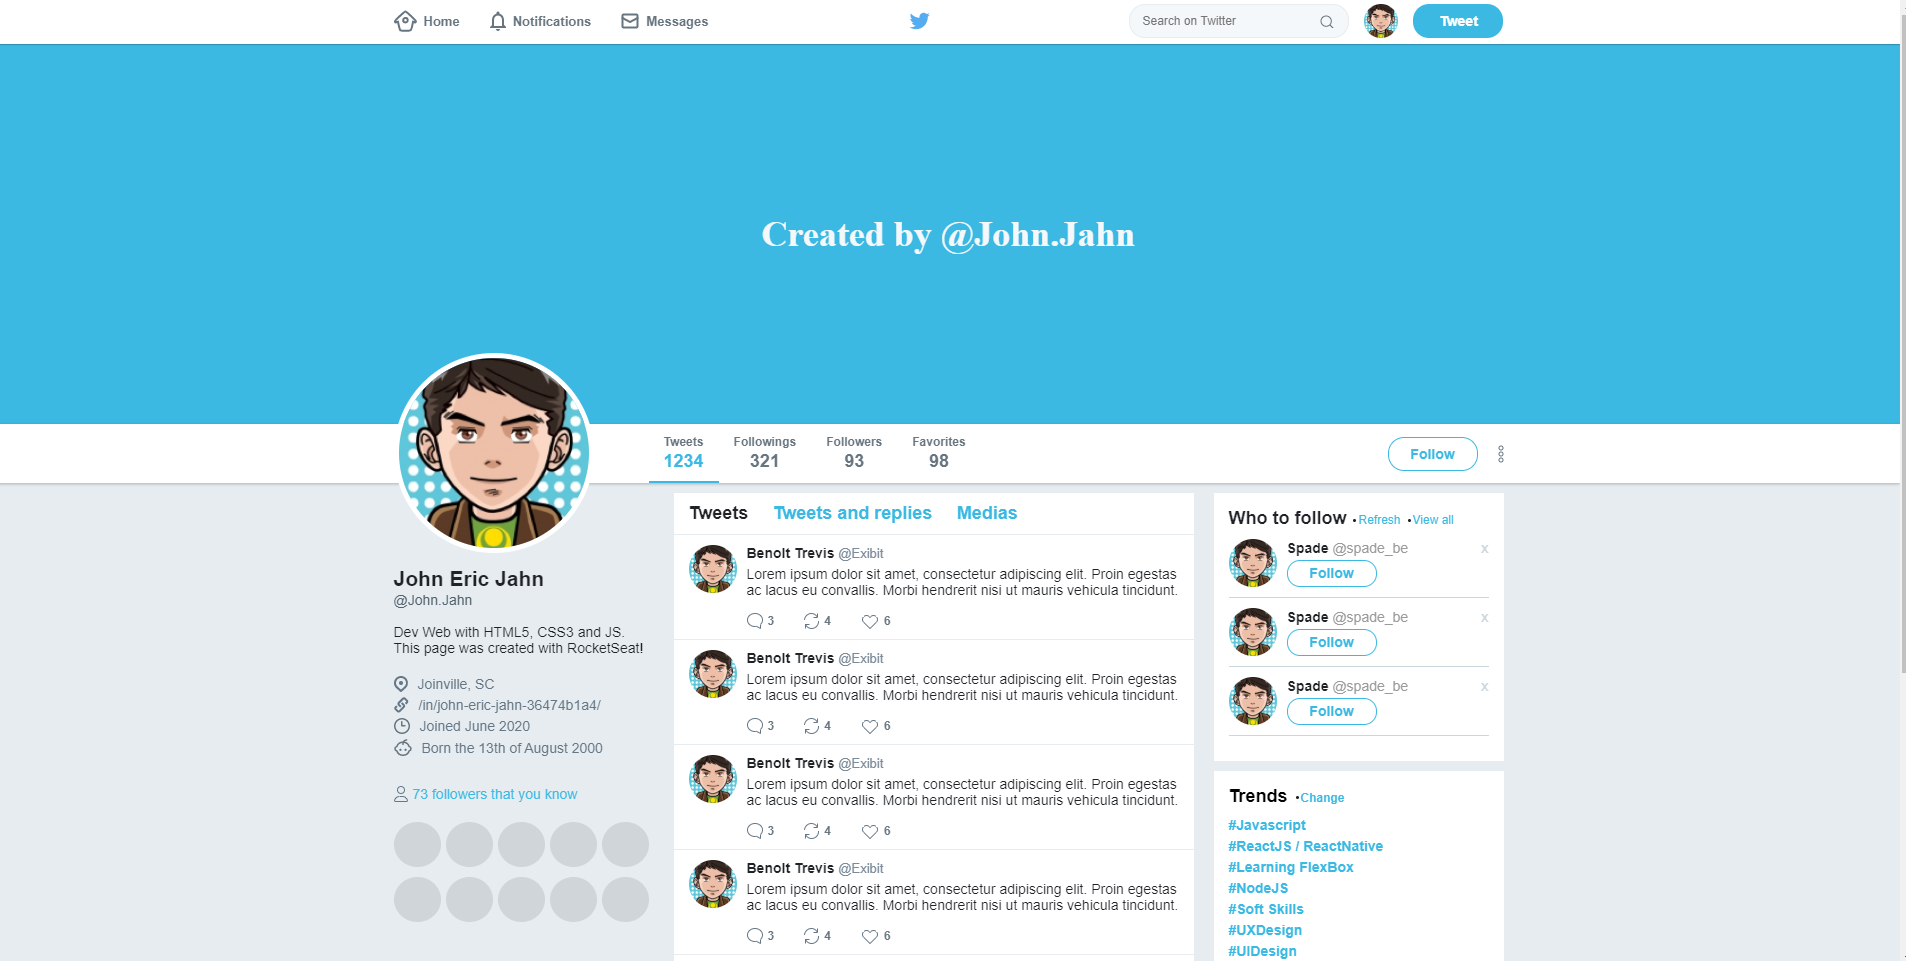 Home Notifications Messages Search on Twitter Tweet
Created by @John.Jahn
Tweets Followings Followers Favorites
1234 321 93 98
Follow
John Eric Jahn
@John.Jahn
Dev Web with HTML5, CSS3 and JS.
This page was created with RocketSeat!
Joinville, SC
/in/john-eric-jahn-36474b1a4/
Joined June 2020
Born the 13th of August 2000
73 followers that you know
Tweets Tweets and replies Medias
Benolt Trevis @Exibit
Lorem ipsum dolor sit amet, consectetur adipiscing elit. Proin egestas
ac lacus eu convallis. Morbi hendrerit nisi ut mauris vehicula tincidunt.
3 4 6
Benolt Trevis @Exibit
Lorem ipsum dolor sit amet, consectetur adipiscing elit. Proin egestas
ac lacus eu convallis. Morbi hendrerit nisi ut mauris vehicula tincidunt.
3 4 6
Benolt Trevis @Exibit
Lorem ipsum dolor sit amet, consectetur adipiscing elit. Proin egestas
ac lacus eu convallis. Morbi hendrerit nisi ut mauris vehicula tincidunt.
3 4 6
Benolt Trevis @Exibit
Lorem ipsum dolor sit amet, consectetur adipiscing elit. Proin egestas
ac lacus eu convallis. Morbi hendrerit nisi ut mauris vehicula tincidunt.
3 4 6
Who to follow •Refresh •View all
Spade @spade_be x
Follow
Spade @spade_be x
Follow
Spade @spade_be x
Follow
Trends •Change
#Javascript
#ReactJS / ReactNative
#Learning FlexBox
#NodeJS
#Soft Skills
#UXDesign
#UIDesign